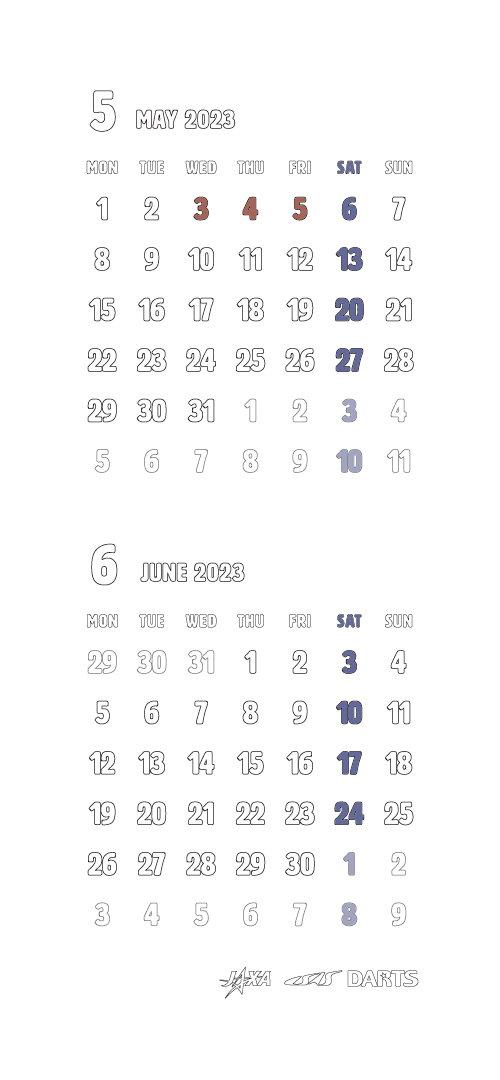 5 MAY 2023
MON TUE WED THU FRI SAT SUN
1 2 3 4 5 6 7
8 9 10 11 12 13 14
15 16 17 18 19 20 21
22 23 24 25 26 27 28
29 30 31 1 2 3 4
5 6 7 8 9 10 11
6 JUNE 2023
MON TUE WED THU FRI SAT SUN
29 30 31 1 2 3 4
5 6 7 8 9 10 11
12 13 14 15 16 17 18
19 20 21 22 23 24 25
26 27 28 29 30 1 2
3 4 5 6 7 8 9
JAXA ISAS DARTS